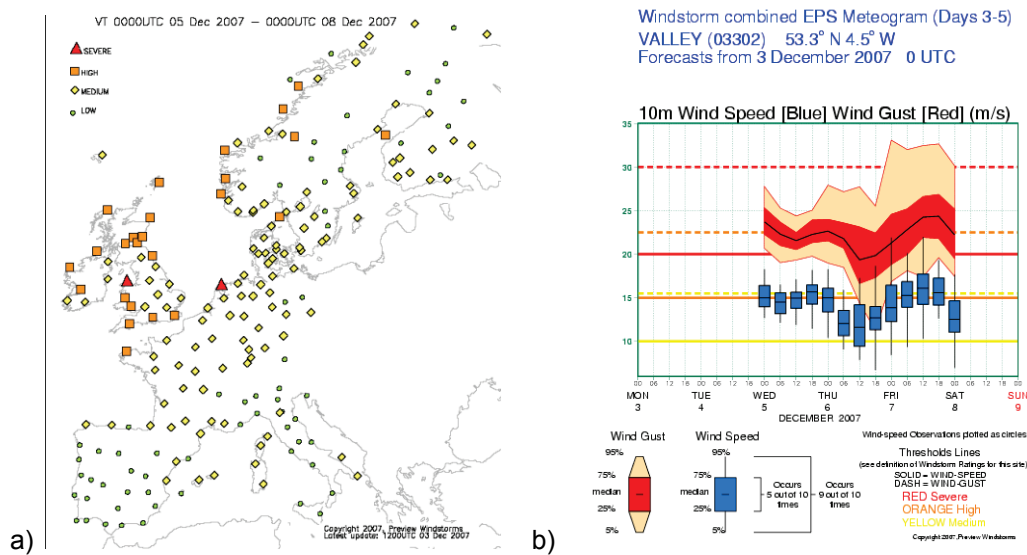 VT 0000UTC 05 Dec 2007 – 0000UTC 08 Dec 2007
SEVERE
HIGH
MEDIUM
LOW
Copyright 2007, Preview Windstorms
Latest update: 1200UTC 03 Dec 2007
a)
Windstorm combined EPS Meteogram (Days 3-5)
VALLEY (03302) 53.3° N 4.5° W
Forecasts from 3 December 2007 0 UTC
10m Wind Speed [Blue] Wind Gust [Red] (m/s)
35
30
25
20
15
10
00 06 12 18 00 06 12 18 00 06 12 18 00 06 12 18 00 06 12 18 00 06 12 18 00
MON TUE WED THU FRI SAT SUN
3 4 5 6 7 8 9
DECEMBER 2007
Wind Gust
95%
75%
median
25%
5%
Wind Speed
95%
75%
median
25%
5%
Occurs
5 out of 10
times
Occurs
9 out of 10
times
Wind-speed Observations plotted as circles
Thresholds Lines
(see definition of Windstorm Ratings for this site)
SOLID = WIND-SPEED
DASH = WIND-GUST
RED Severe
ORANGE High
YELLOW Medium
Copyright 2007, Preview Windstorms
b)